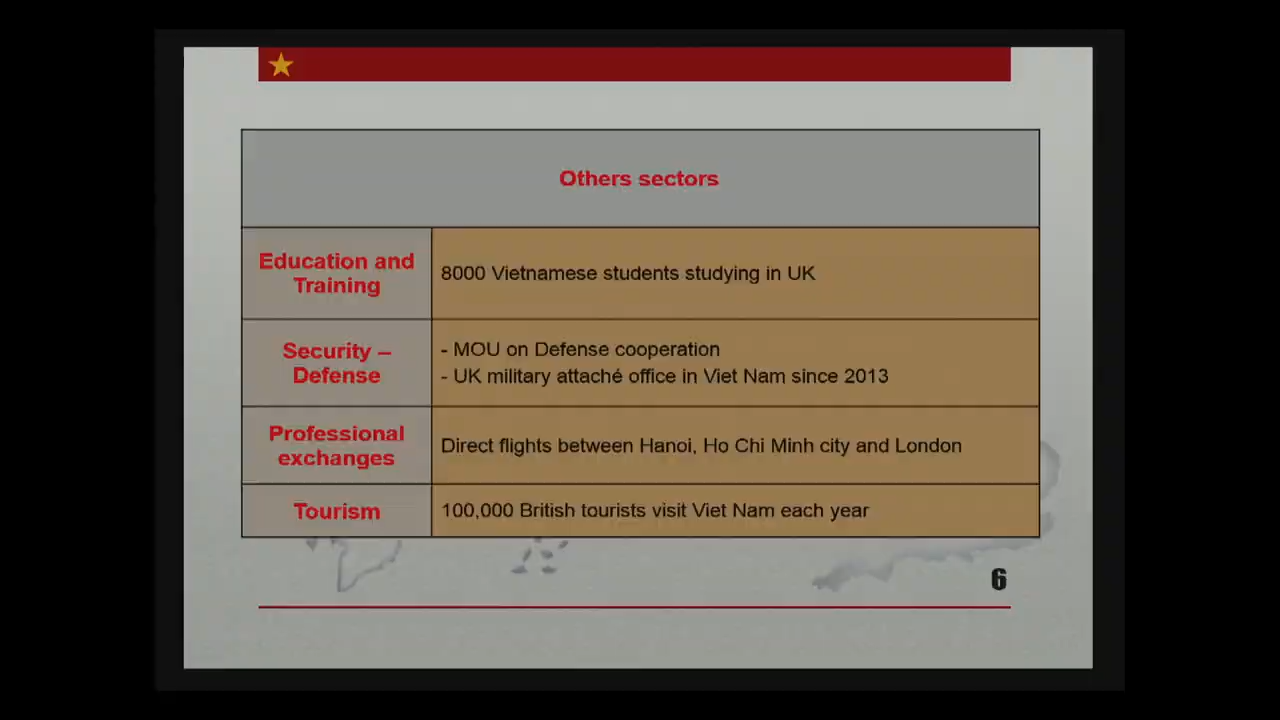 Others sectors
Education and
Training
8000 Vietnamese students studying in UK
Security –
Defense
- MOU on Defense cooperation
- UK military attaché office in Viet Nam since 2013
Professional
exchanges
Direct flights between Hanoi, Ho Chi Minh city and London
Tourism
100,000 British tourists visit Viet Nam each year
6